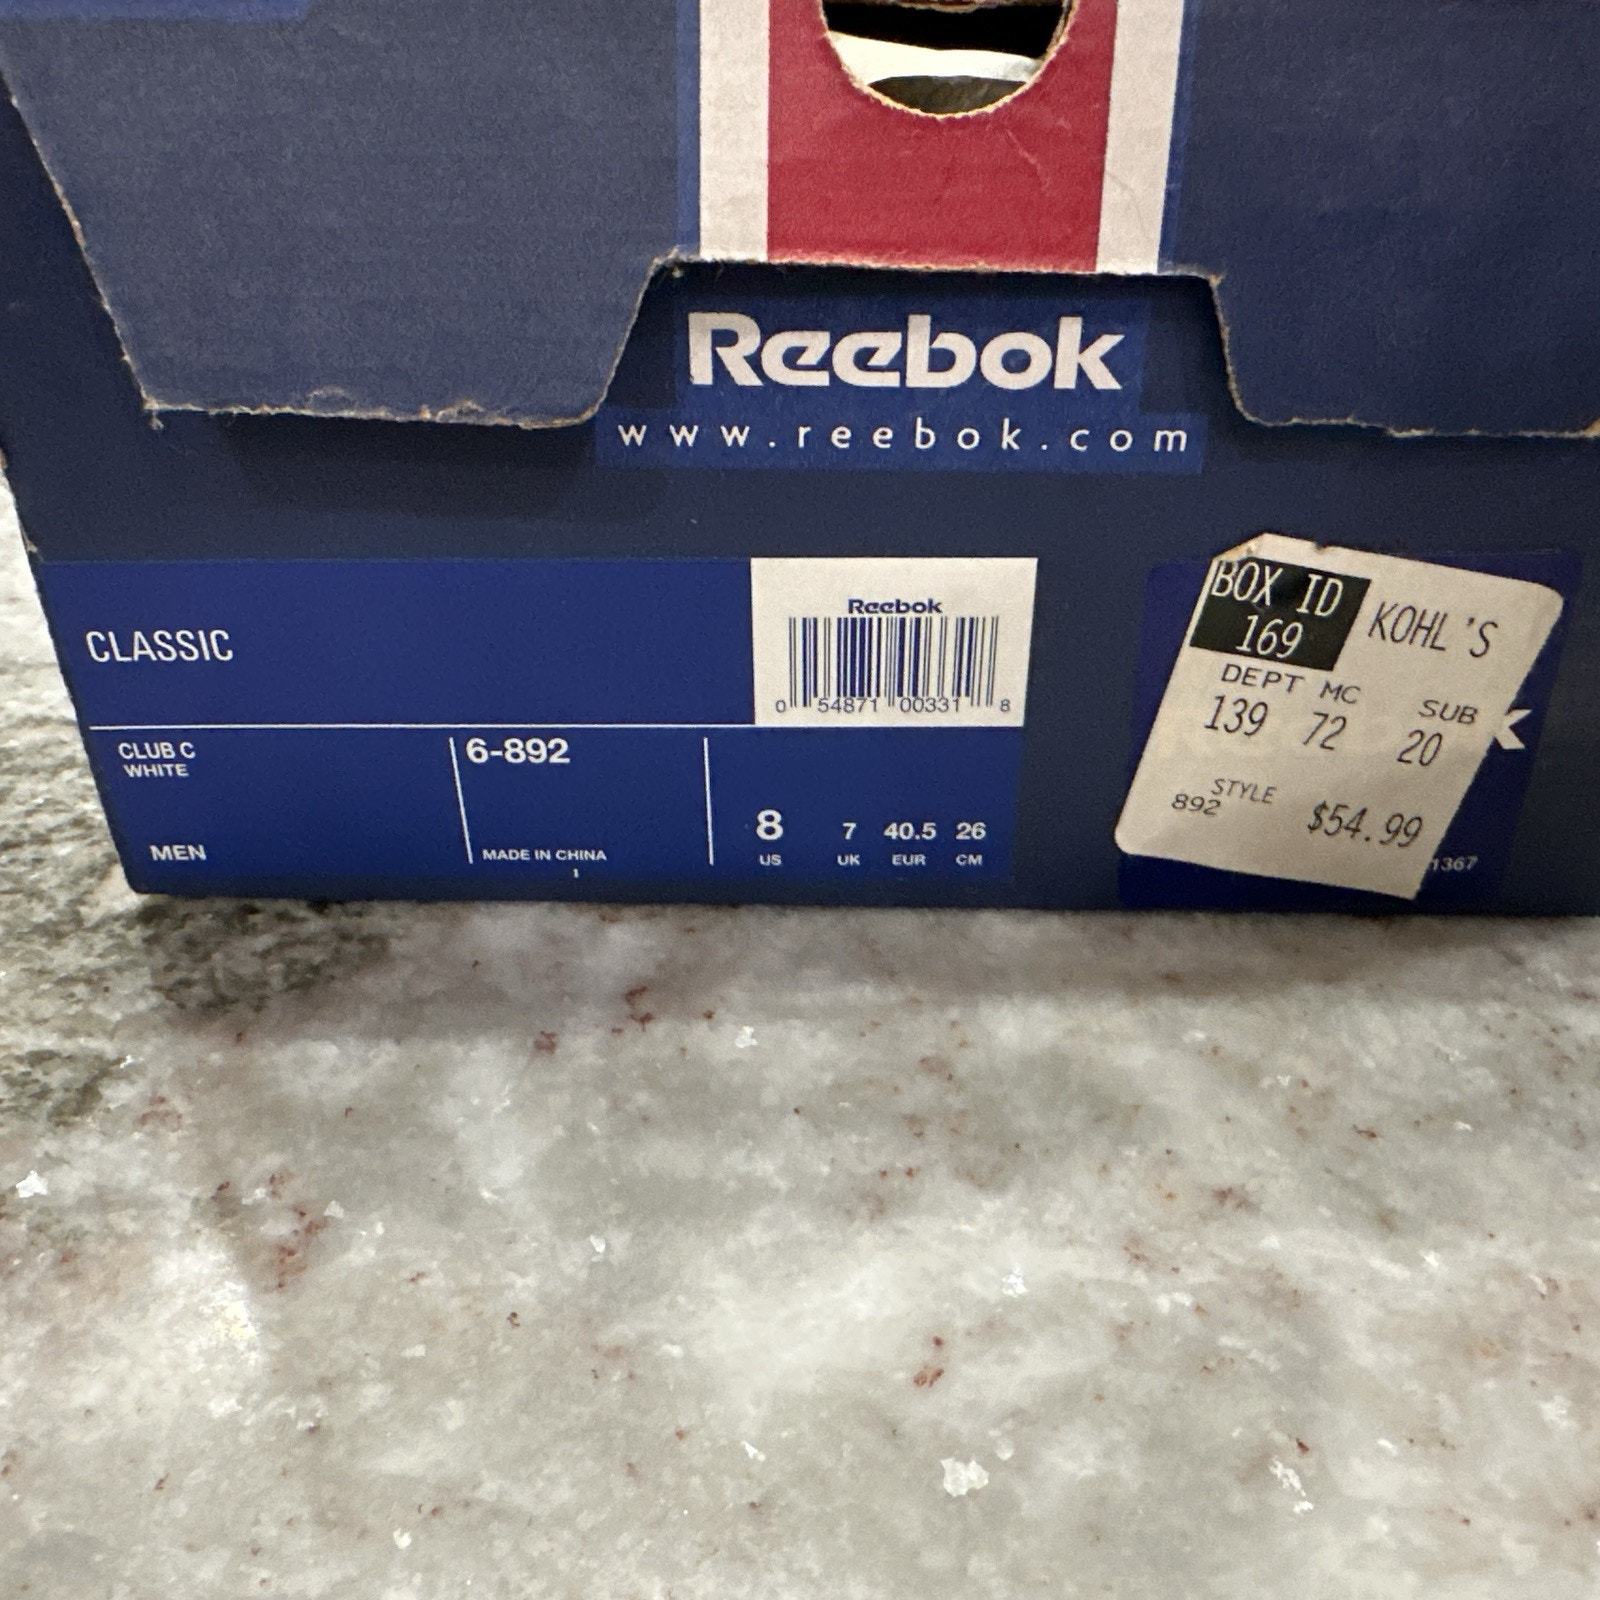 Reebok
www.reebok.com
CLASSIC
Reebok
0 54871 00331 8
CLUB C
WHITE
MEN
6-892
MADE IN CHINA
1
8 7 40.5 26
US UK EUR CM
BOX ID
169
KOHL'S
DEPT MC SUB
139 72 20
STYLE
892
$54.99
K
1367